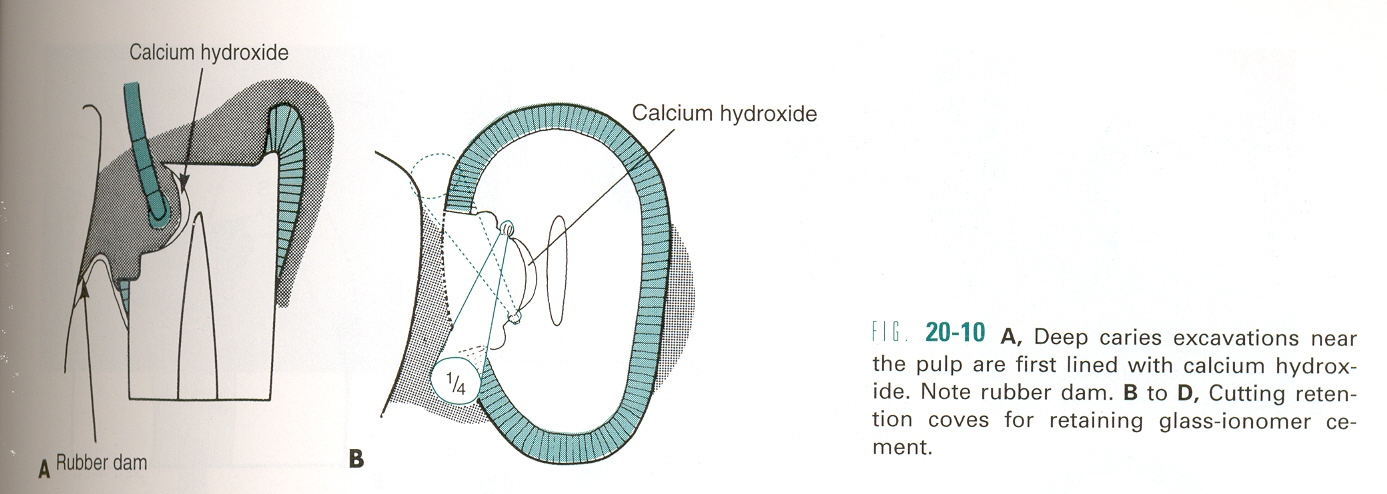 Calcium hydroxide
A Rubber dam
Calcium hydroxide
1/4
B
FIG. 20-10 A, Deep caries excavations near
the pulp are first lined with calcium hydrox-
ide. Note rubber dam. B to D, Cutting reten-
tion coves for retaining glass-ionomer ce-
ment.